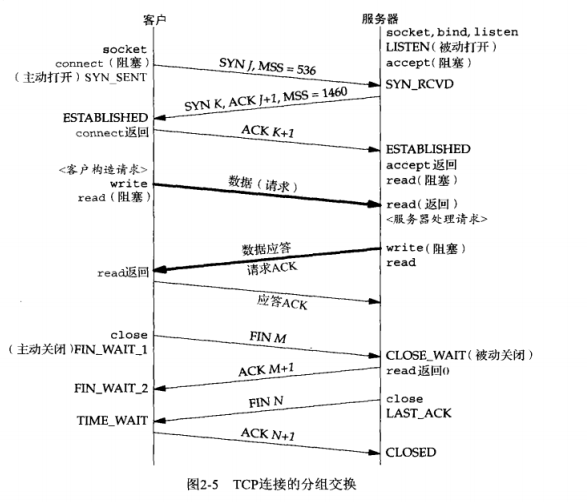 客户
服务器
socket, bind, listen
LISTEN(被动打开)
accept(阻塞)
socket
connect(阻塞)
(主动打开)SYN_SENT
SYN J, MSS = 536
SYN_RCVD
SYN K, ACK J+1, MSS = 1460
ESTABLISHED
connect返回
ACK K+1
ESTABLISHED
accept返回
read(阻塞)
<客户构造请求>
write
read(阻塞)
数据(请求)
read(返回)
<服务器处理请求>
数据应答
请求ACK
write(阻塞)
read
read返回
应答ACK
close
(主动关闭)FIN_WAIT_1
FIN M
CLOSE_WAIT(被动关闭)
read返回0
ACK M+1
FIN_WAIT_2
close
LAST_ACK
FIN N
TIME_WAIT
ACK N+1
CLOSED
图2-5 TCP连接的分组交换